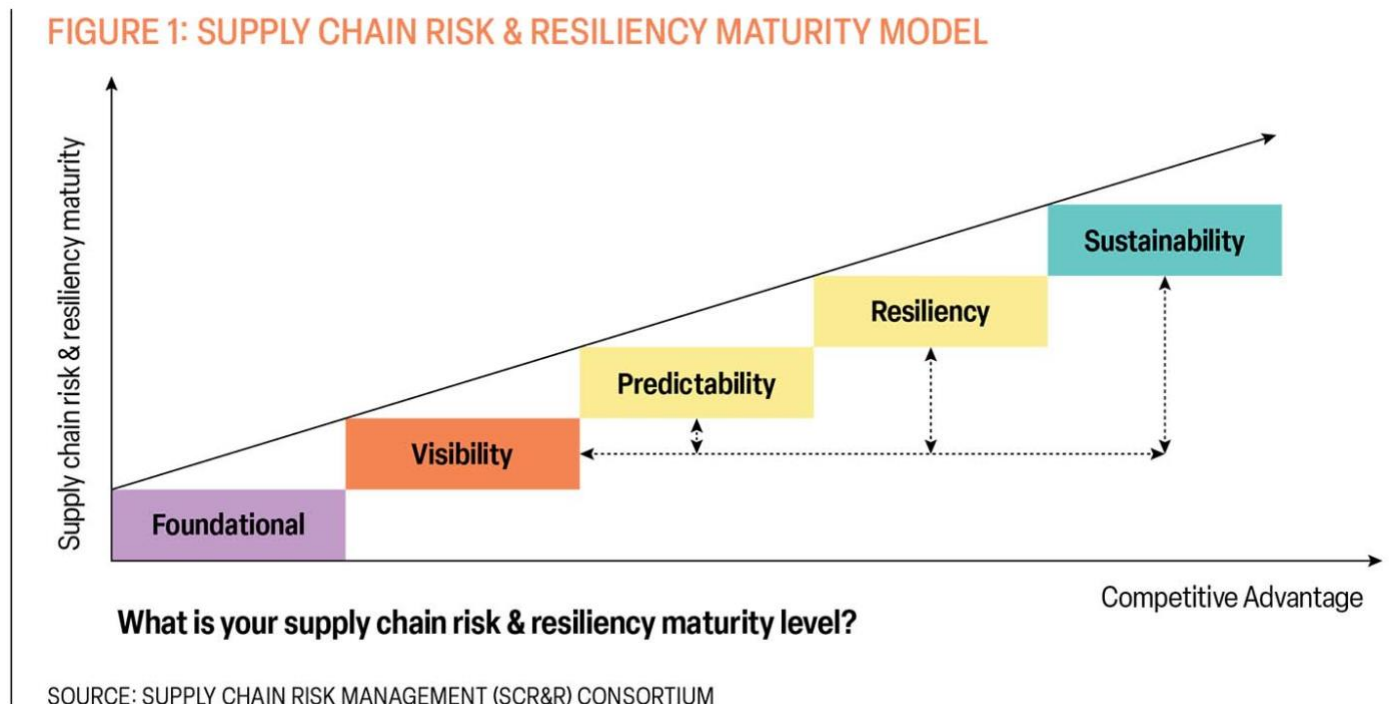 FIGURE 1: SUPPLY CHAIN RISK & RESILIENCY MATURITY MODEL
Supply chain risk & resiliency maturity
Sustainability
Resiliency
Predictability
Visibility
Foundational
Competitive Advantage
What is your supply chain risk & resiliency maturity level?
SOURCE: SUPPLY CHAIN RISK MANAGEMENT (SCR&R) CONSORTIUM